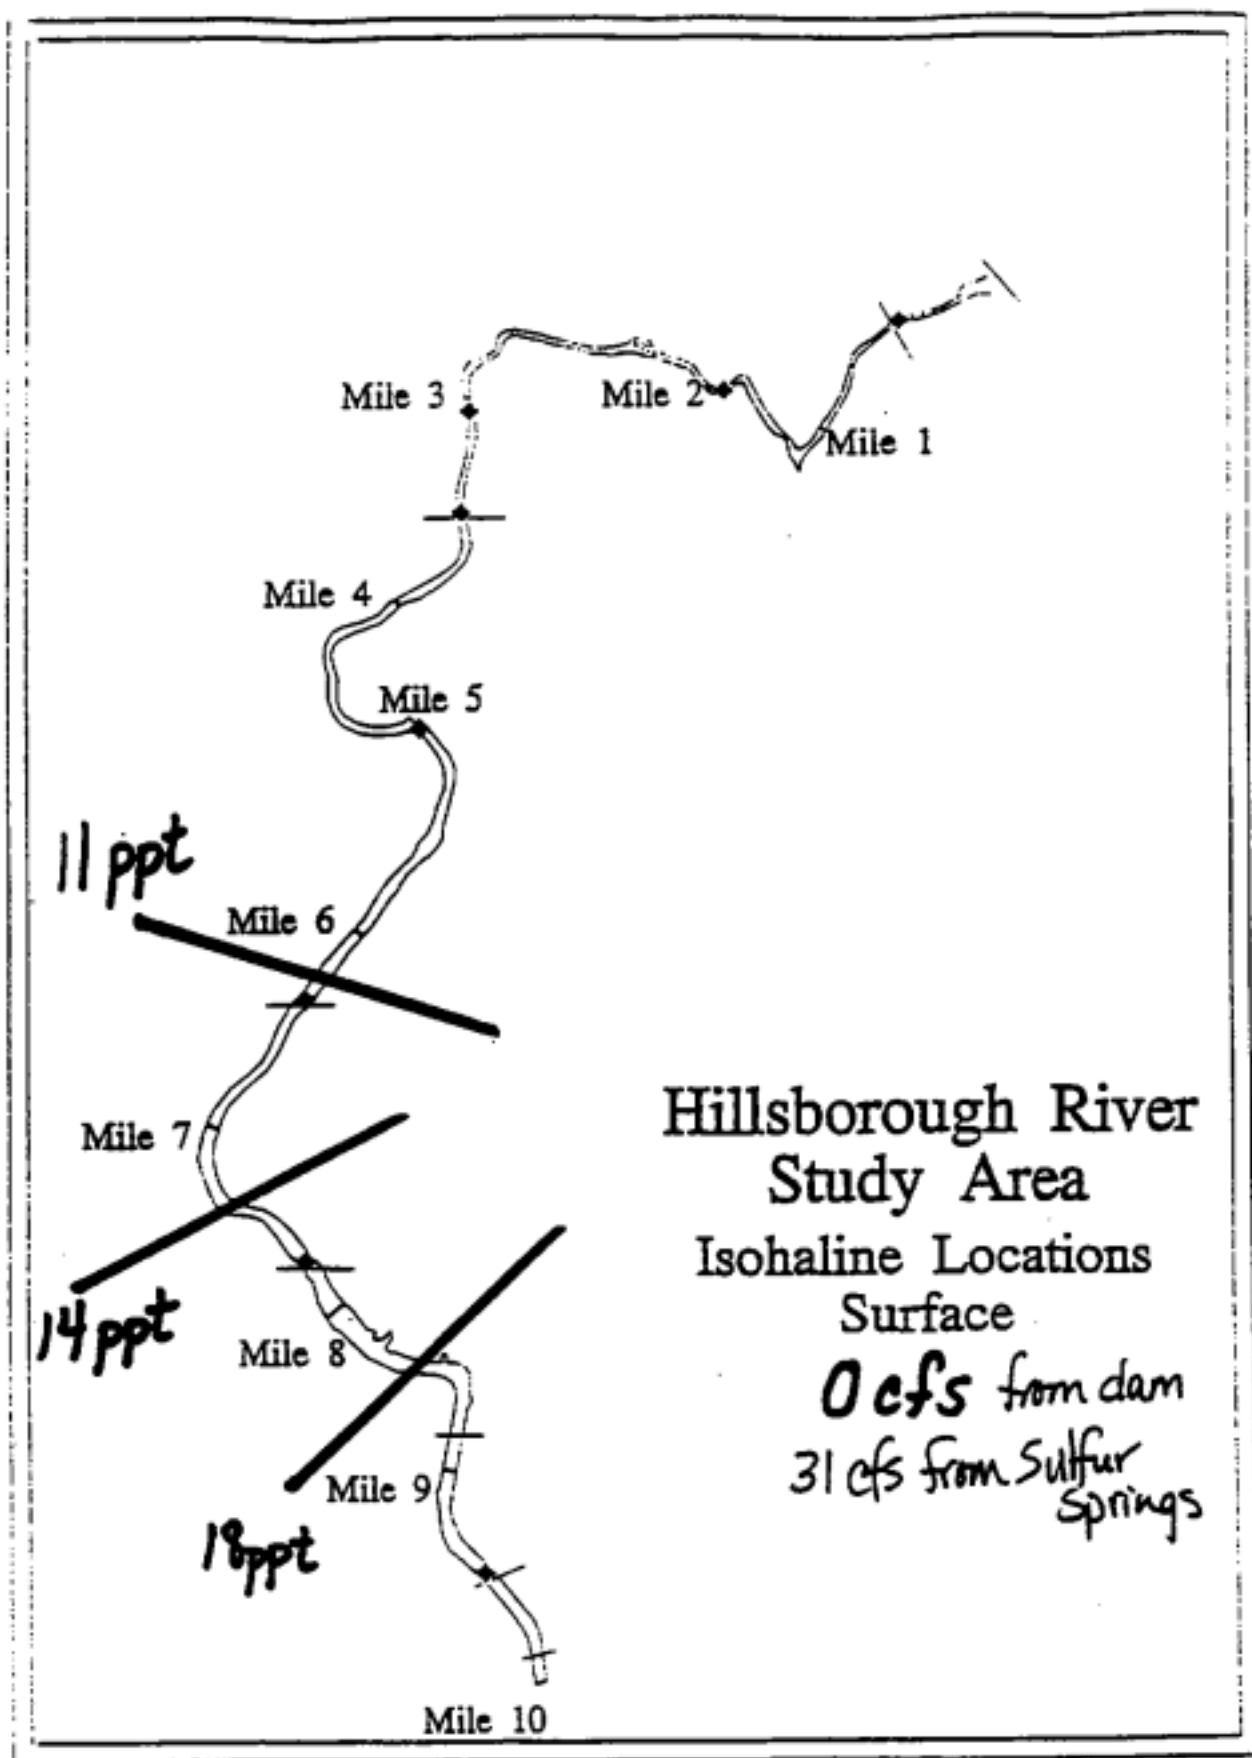 Mile 3
Mile 2
Mile 1
Mile 4
Mile 5
11 ppt
Mile 6
Mile 7
14 ppt
Mile 8
Mile 9
18 ppt
Mile 10
Hillsborough River
Study Area
Isohaline Locations
Surface
0 cfs from dam
31 cfs from Sulfur
Springs